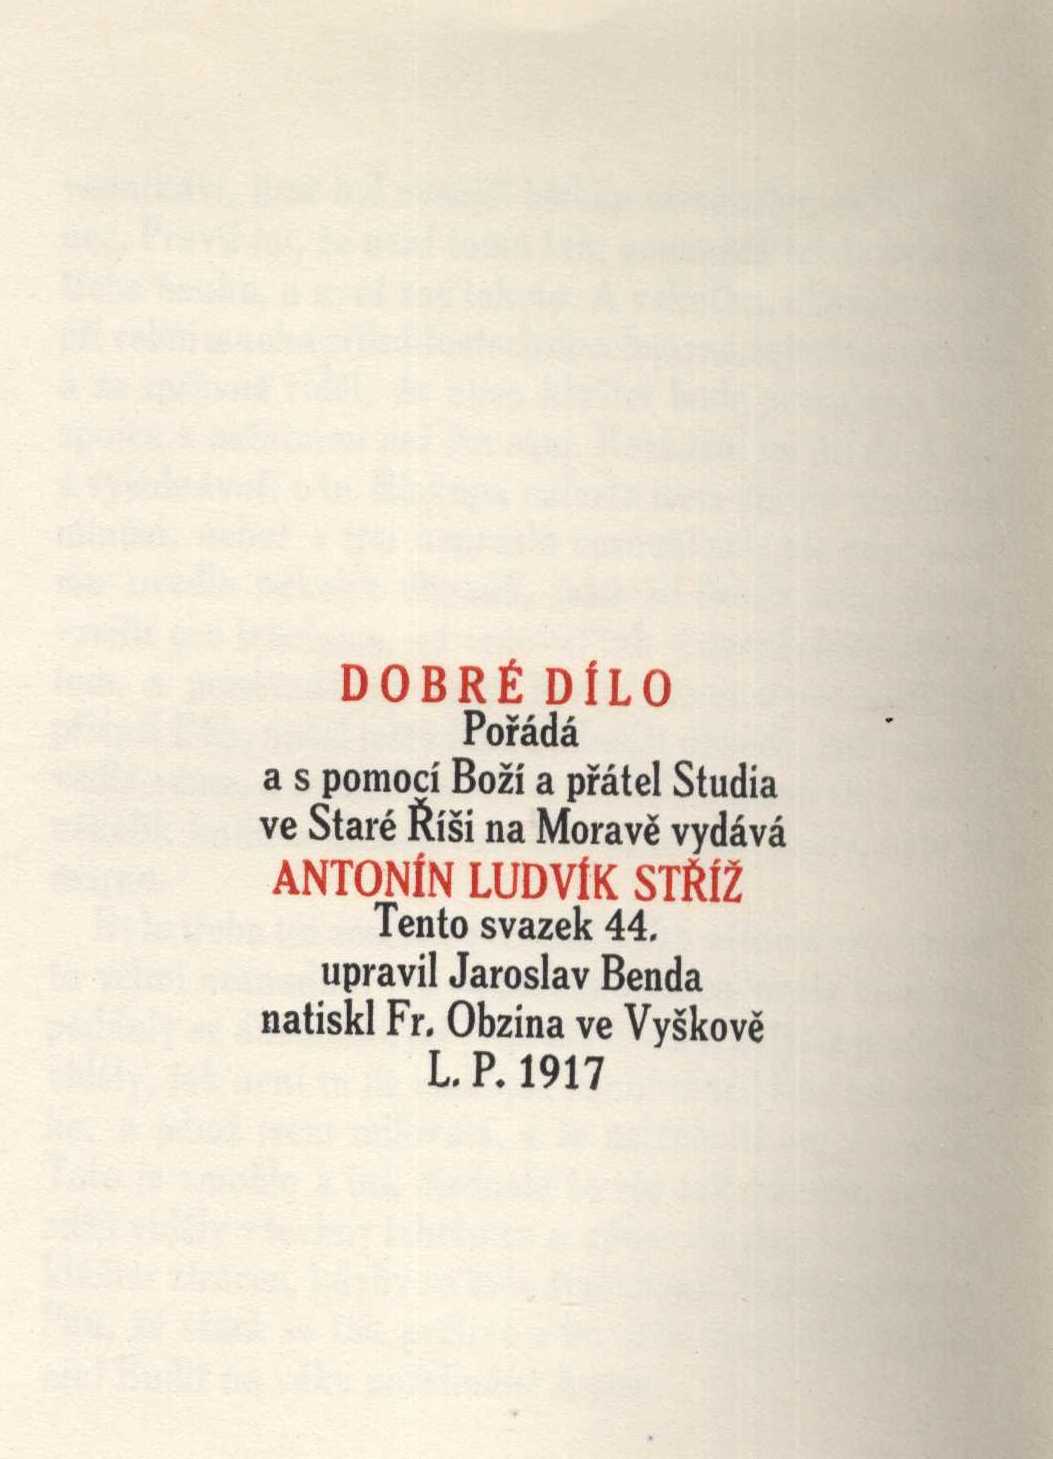 DOBRÉ DÍLO
Pořádá
a s pomocí Boží a přátel Studia
ve Staré Říši na Moravě vydává
ANTONÍN LUDVÍK STŘÍŽ
Tento svazek 44.
upravil Jaroslav Benda
natiskl Fr. Obzina ve Vyškově
L. P. 1917